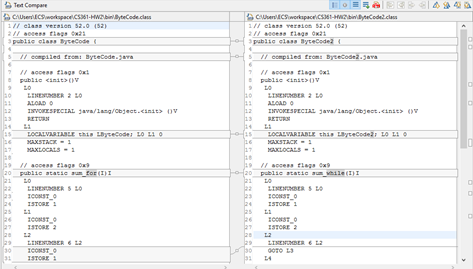 Text Compare
C:\Users\ECS\workspace\CS361-HW2\bin\ByteCode.class
1 // class version 52.0 (52)
2 // access flags 0x21
3 public class ByteCode {
4
5 // compiled from: ByteCode.java
6
7 // access flags 0x1
8 public <init>()V
9 L0
10 LINENUMBER 2 L0
11 ALOAD 0
12 INVOKESPECIAL java/lang/Object.<init> ()V
13 RETURN
14 L1
15 LOCALVARIABLE this LByteCode; L0 L1 0
16 MAXSTACK = 1
17 MAXLOCALS = 1
18
19 // access flags 0x9
20 public static sum_for(I)I
21 L0
22 LINENUMBER 5 L0
23 ICONST_0
24 ISTORE 1
25 L1
26 ICONST_0
27 ISTORE 2
28 L2
29 LINENUMBER 6 L2
30 ICONST_0
31 ISTORE 1
C:\Users\ECS\workspace\CS361-HW2\bin\ByteCode2.class
1 // class version 52.0 (52)
2 // access flags 0x21
3 public class ByteCode2 {
4
5 // compiled from: ByteCode2.java
6
7 // access flags 0x1
8 public <init>()V
9 L0
10 LINENUMBER 2 L0
11 ALOAD 0
12 INVOKESPECIAL java/lang/Object.<init> ()V
13 RETURN
14 L1
15 LOCALVARIABLE this LByteCode2; L0 L1 0
16 MAXSTACK = 1
17 MAXLOCALS = 1
18
19 // access flags 0x9
20 public static sum_while(I)I
21 L0
22 LINENUMBER 5 L0
23 ICONST_0
24 ISTORE 1
25 L1
26 ICONST_0
27 ISTORE 2
28 L2
29 LINENUMBER 6 L2
30 GOTO L3
31 L4